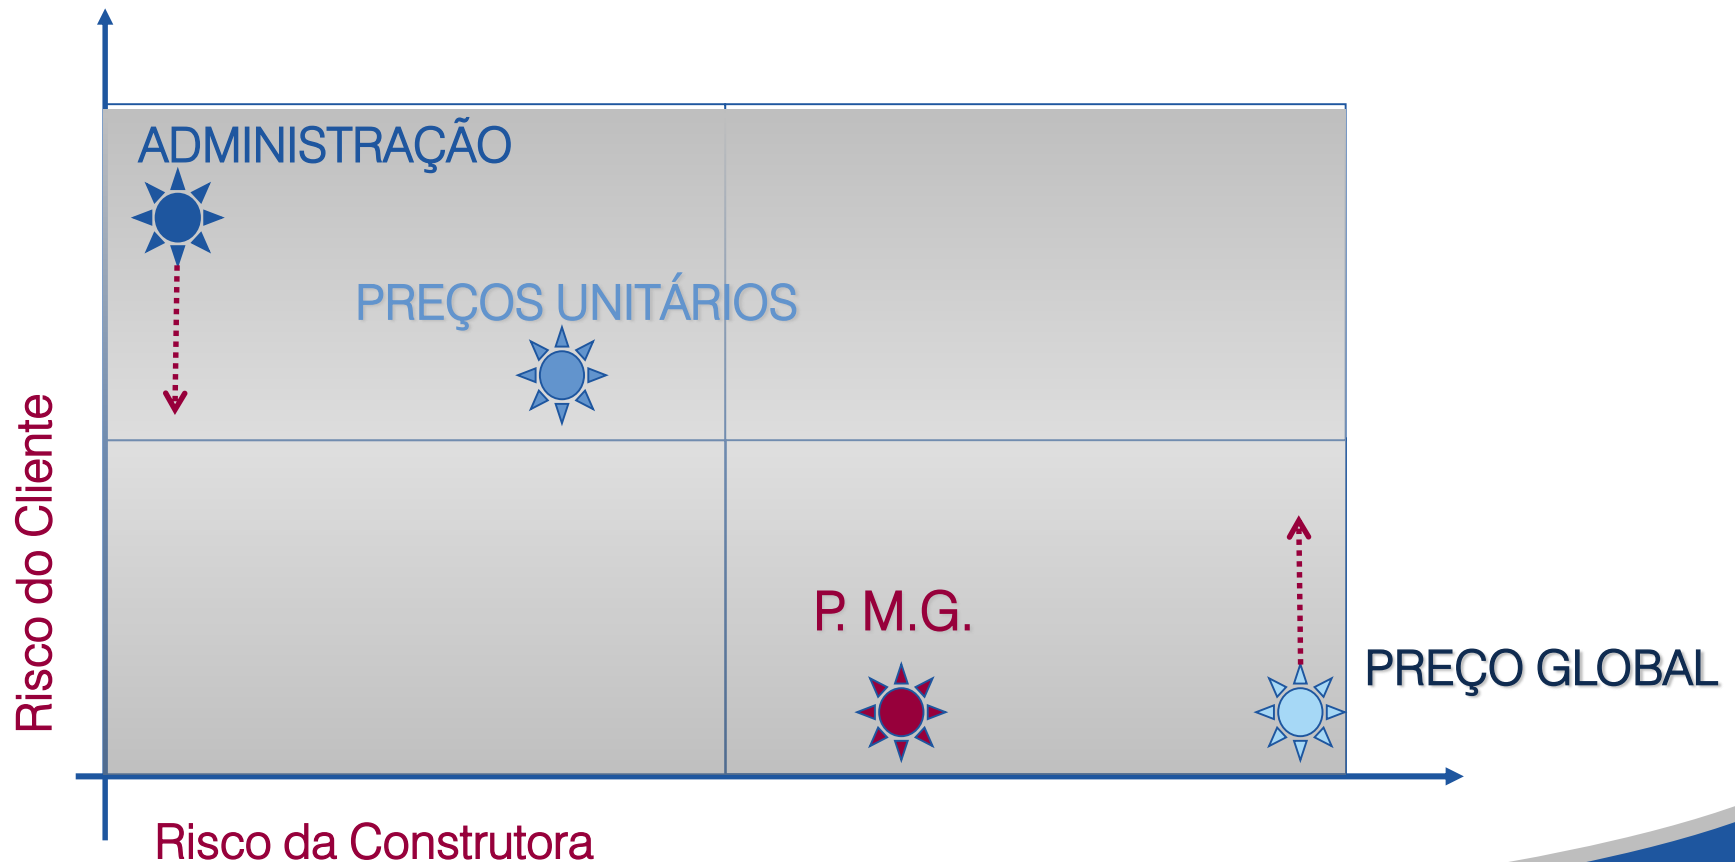 ADMINISTRAÇÃO
PREÇOS UNITÁRIOS
Risco do Cliente
P. M.G.
PREÇO GLOBAL
Risco da Construtora